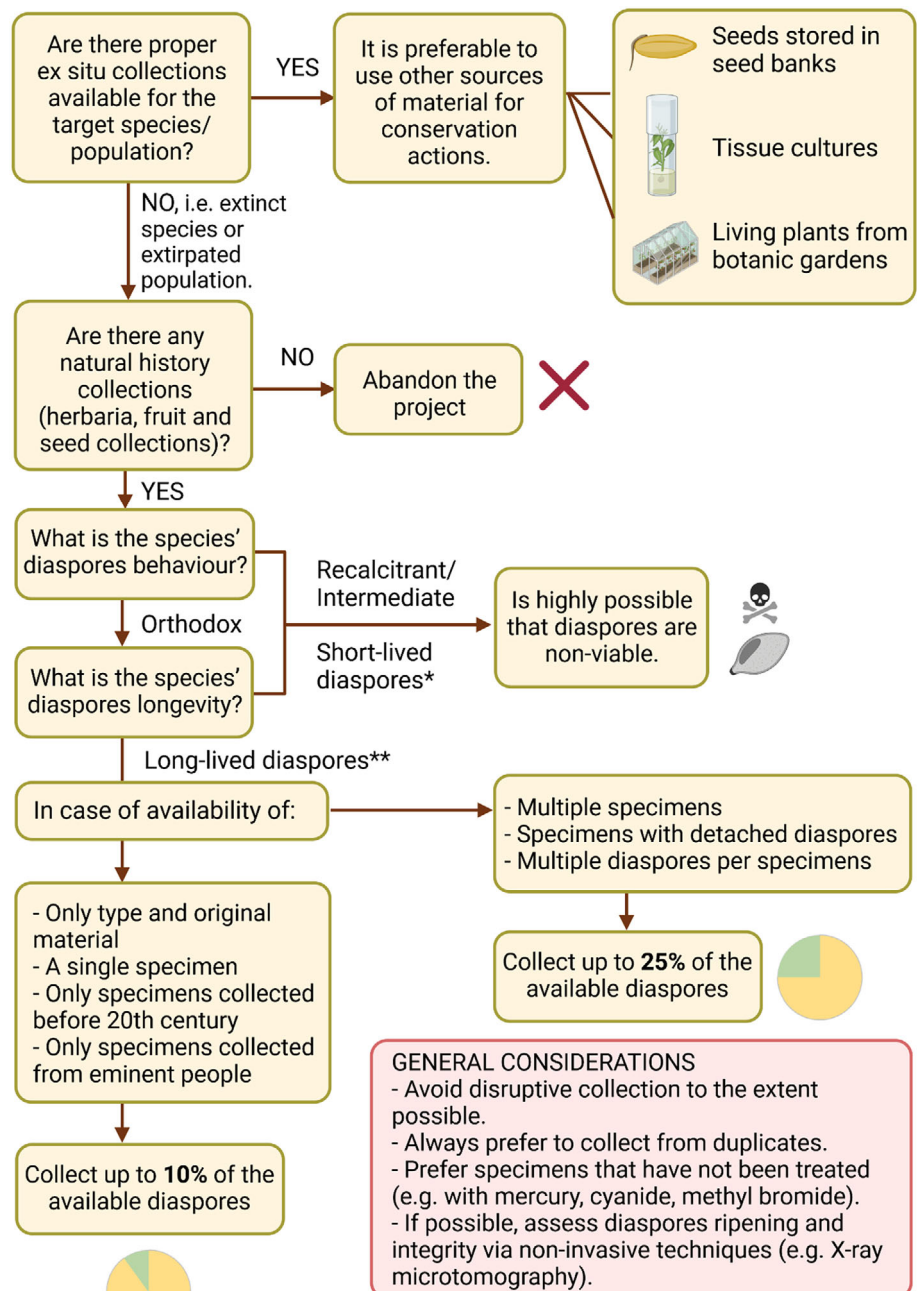 Are there proper
ex situ collections
available for the
target species/
population?
YES
It is preferable to
use other sources
of material for
conservation
actions.
Seeds stored in
seed banks
Tissue cultures
Living plants from
botanic gardens
NO, i.e. extinct
species or
extirpated
population.
Are there any
natural history
collections
(herbaria, fruit and
seed collections)?
NO
Abandon the
project
YES
What is the species’
diaspores behaviour?
Recalcitrant/
Intermediate
Is highly possible
that diaspores are
non-viable.
Orthodox
Short-lived
diaspores*
What is the species’
diaspores longevity?
Long-lived diaspores**
In case of availability of:
- Multiple specimens
- Specimens with detached diaspores
- Multiple diaspores per specimens
- Only type and original
material
- A single specimen
- Only specimens collected
before 20th century
- Only specimens collected
from eminent people
Collect up to 25% of the
available diaspores
Collect up to 10% of the
available diaspores
GENERAL CONSIDERATIONS
- Avoid disruptive collection to the extent
possible.
- Always prefer to collect from duplicates.
- Prefer specimens that have not been treated
(e.g. with mercury, cyanide, methyl bromide).
- If possible, assess diaspores ripening and
integrity via non-invasive techniques (e.g. X-ray
microtomography).